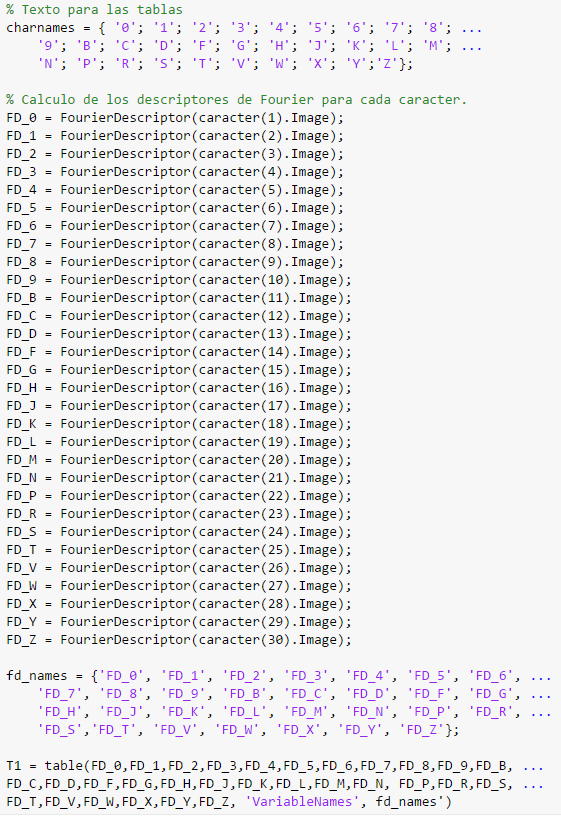 % Texto para las tablas
charnames = { '0'; '1'; '2'; '3'; '4'; '5'; '6'; '7'; '8'; ...
    '9'; 'B'; 'C'; 'D'; 'F'; 'G'; 'H'; 'J'; 'K'; 'L'; 'M'; ...
    'N'; 'P'; 'R'; 'S'; 'T'; 'V'; 'W'; 'X'; 'Y';'Z'};

% Calculo de los descriptores de Fourier para cada caracter.
FD_0 = FourierDescriptor(caracter(1).Image);
FD_1 = FourierDescriptor(caracter(2).Image);
FD_2 = FourierDescriptor(caracter(3).Image);
FD_3 = FourierDescriptor(caracter(4).Image);
FD_4 = FourierDescriptor(caracter(5).Image);
FD_5 = FourierDescriptor(caracter(6).Image);
FD_6 = FourierDescriptor(caracter(7).Image);
FD_7 = FourierDescriptor(caracter(8).Image);
FD_8 = FourierDescriptor(caracter(9).Image);
FD_9 = FourierDescriptor(caracter(10).Image);
FD_B = FourierDescriptor(caracter(11).Image);
FD_C = FourierDescriptor(caracter(12).Image);
FD_D = FourierDescriptor(caracter(13).Image);
FD_F = FourierDescriptor(caracter(14).Image);
FD_G = FourierDescriptor(caracter(15).Image);
FD_H = FourierDescriptor(caracter(16).Image);
FD_J = FourierDescriptor(caracter(17).Image);
FD_K = FourierDescriptor(caracter(18).Image);
FD_L = FourierDescriptor(caracter(19).Image);
FD_M = FourierDescriptor(caracter(20).Image);
FD_N = FourierDescriptor(caracter(21).Image);
FD_P = FourierDescriptor(caracter(22).Image);
FD_R = FourierDescriptor(caracter(23).Image);
FD_S = FourierDescriptor(caracter(24).Image);
FD_T = FourierDescriptor(caracter(25).Image);
FD_V = FourierDescriptor(caracter(26).Image);
FD_W = FourierDescriptor(caracter(27).Image);
FD_X = FourierDescriptor(caracter(28).Image);
FD_Y = FourierDescriptor(caracter(29).Image);
FD_Z = FourierDescriptor(caracter(30).Image);

fd_names = {'FD_0', 'FD_1', 'FD_2', 'FD_3', 'FD_4', 'FD_5', 'FD_6', ...
    'FD_7', 'FD_8', 'FD_9', 'FD_B', 'FD_C', 'FD_D', 'FD_F', 'FD_G', ...
    'FD_H', 'FD_J', 'FD_K', 'FD_L', 'FD_M', 'FD_N', 'FD_P', 'FD_R', ...
    'FD_S','FD_T', 'FD_V', 'FD_W', 'FD_X', 'FD_Y', 'FD_Z'};

T1 = table(FD_0,FD_1,FD_2,FD_3,FD_4,FD_5,FD_6,FD_7,FD_8,FD_9,FD_B, ...
FD_C,FD_D,FD_F,FD_G,FD_H,FD_J,FD_K,FD_L,FD_M,FD_N, FD_P,FD_R,FD_S, ...
FD_T,FD_V,FD_W,FD_X,FD_Y,FD_Z, 'VariableNames', fd_names')